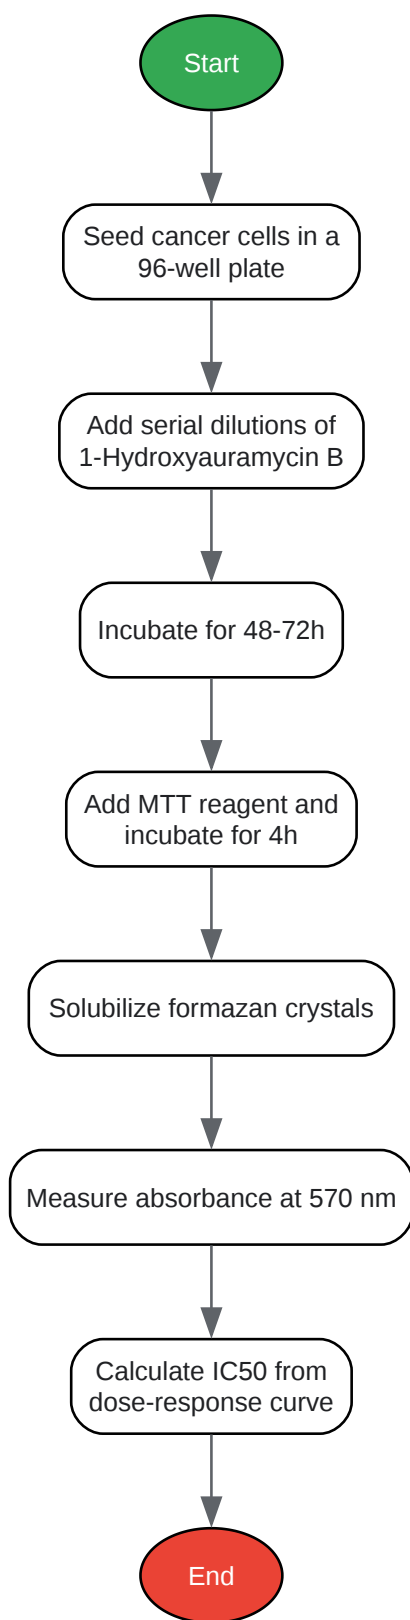 Start
Seed cancer cells in a
96-well plate
Add serial dilutions of
1-Hydroxyauramycin B
Incubate for 48-72h
Add MTT reagent and
incubate for 4h
Solubilize formazan crystals
Measure absorbance at 570 nm
Calculate IC50 from
dose-response curve
End